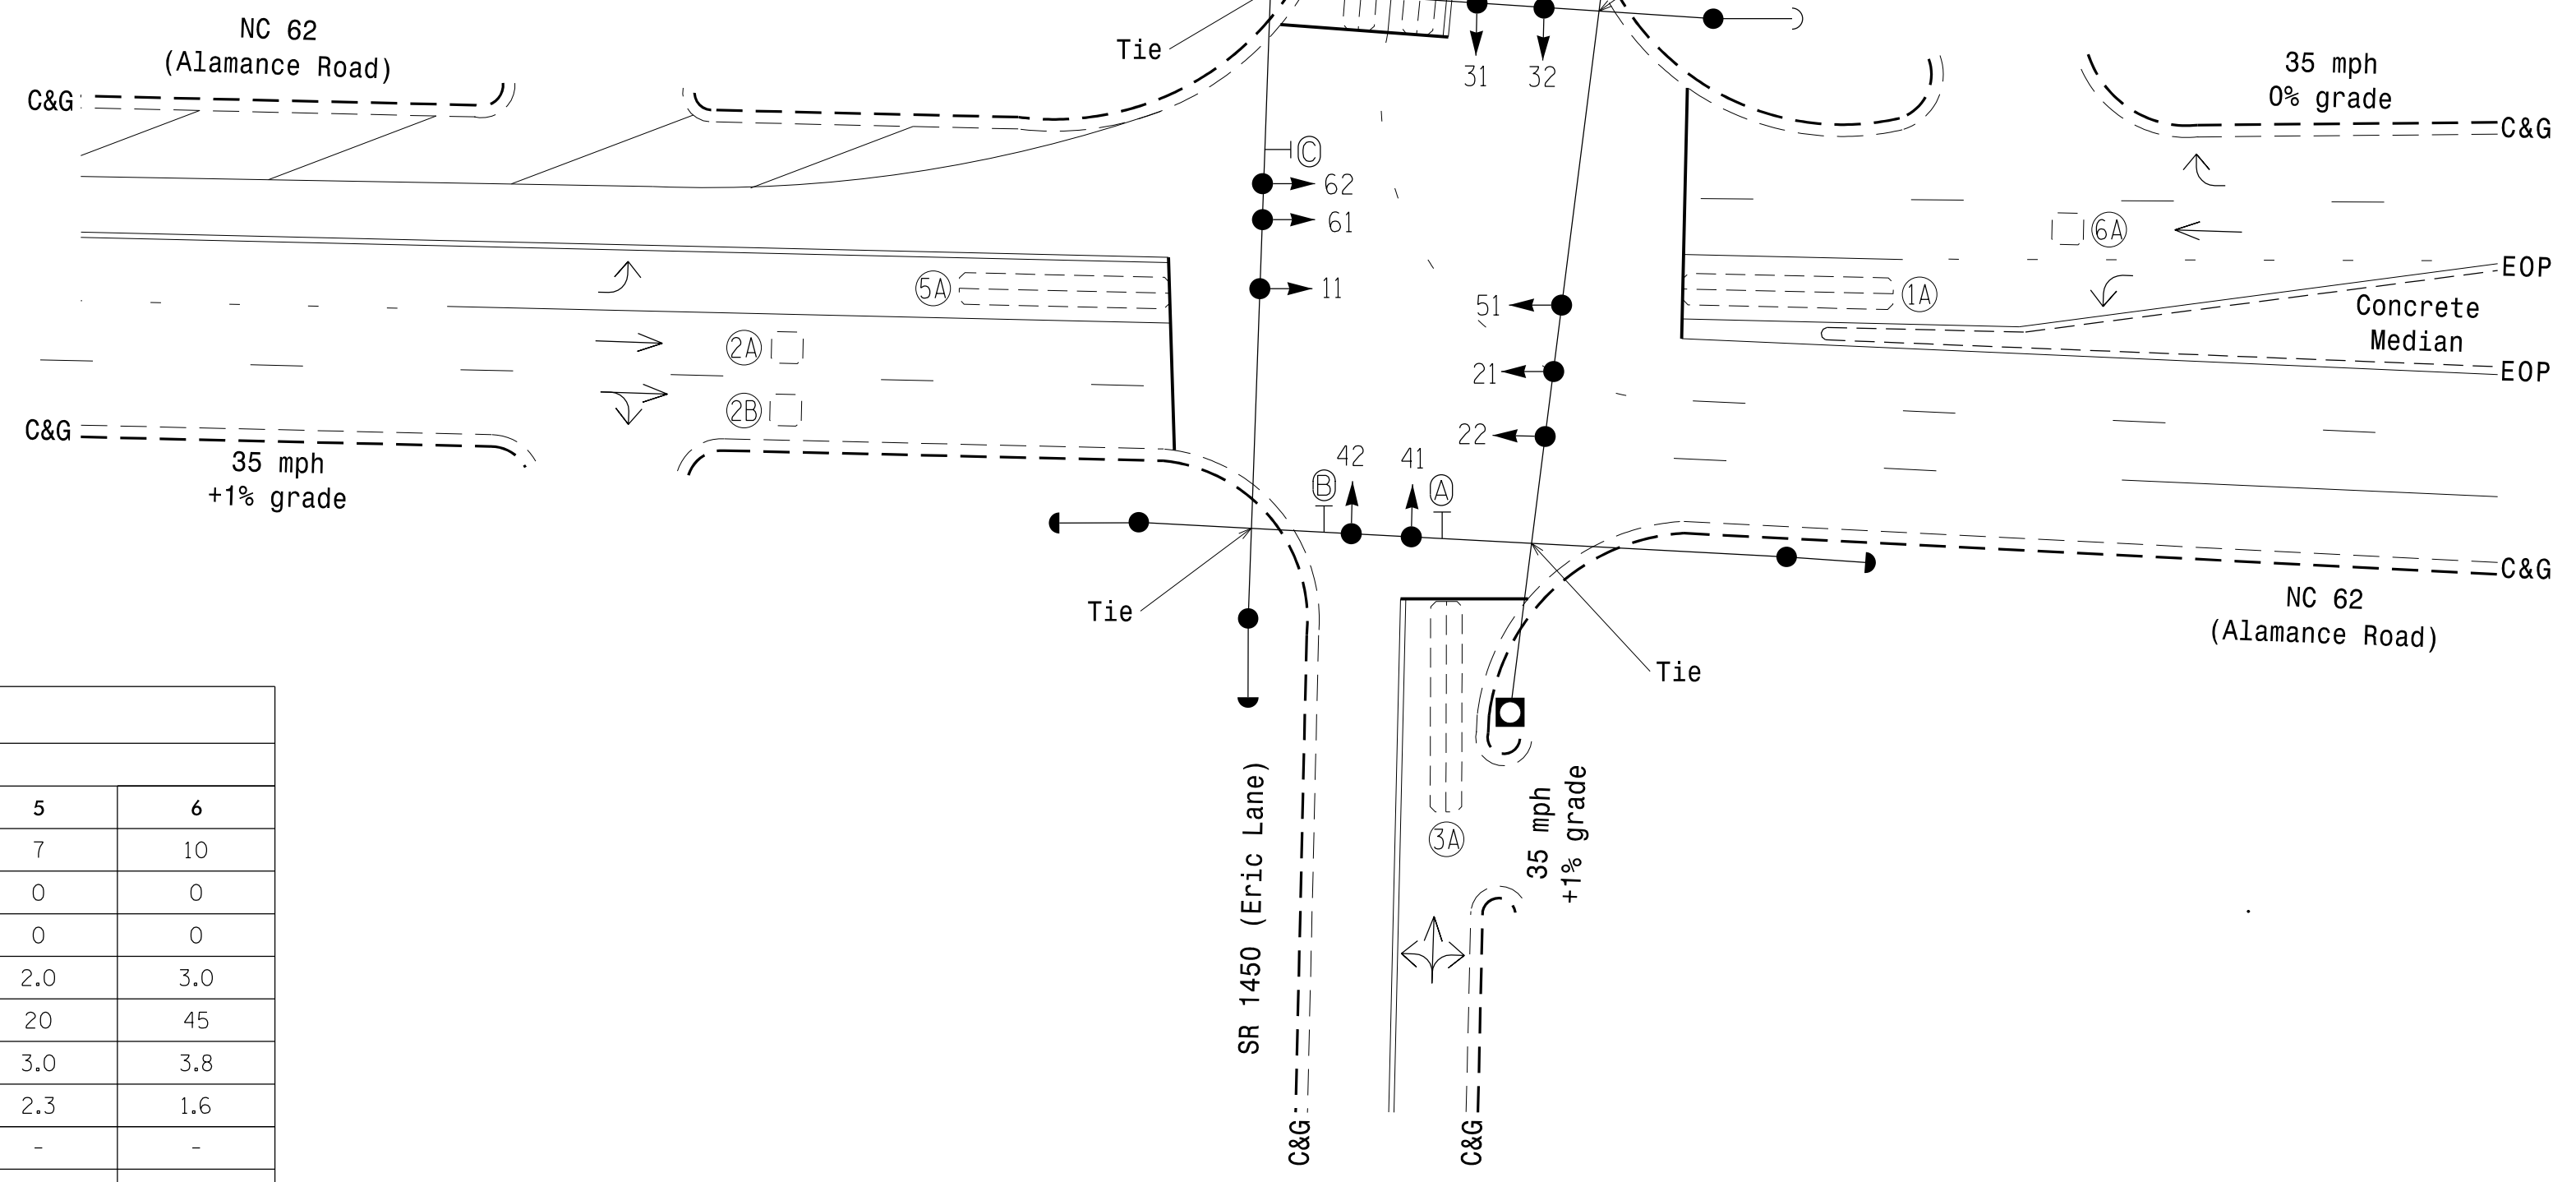 NC 62
(Alamance Road)
C&G
Tie
31
32
35 mph
0% grade
C&G
C
62
61
11
6A
5A
1A
51
EOP
Concrete
Median
EOP
2A
2B
21
22
C&G
35 mph
+1% grade
42
41
B
A
C&G
NC 62
(Alamance Road)
Tie
Tie
SR 1450 (Eric Lane)
3A
35 mph
+1% grade
C&G
C&G
5 6
7 10
0 0
0 0
2.0 3.0
20 45
3.0 3.8
2.3 1.6
- -